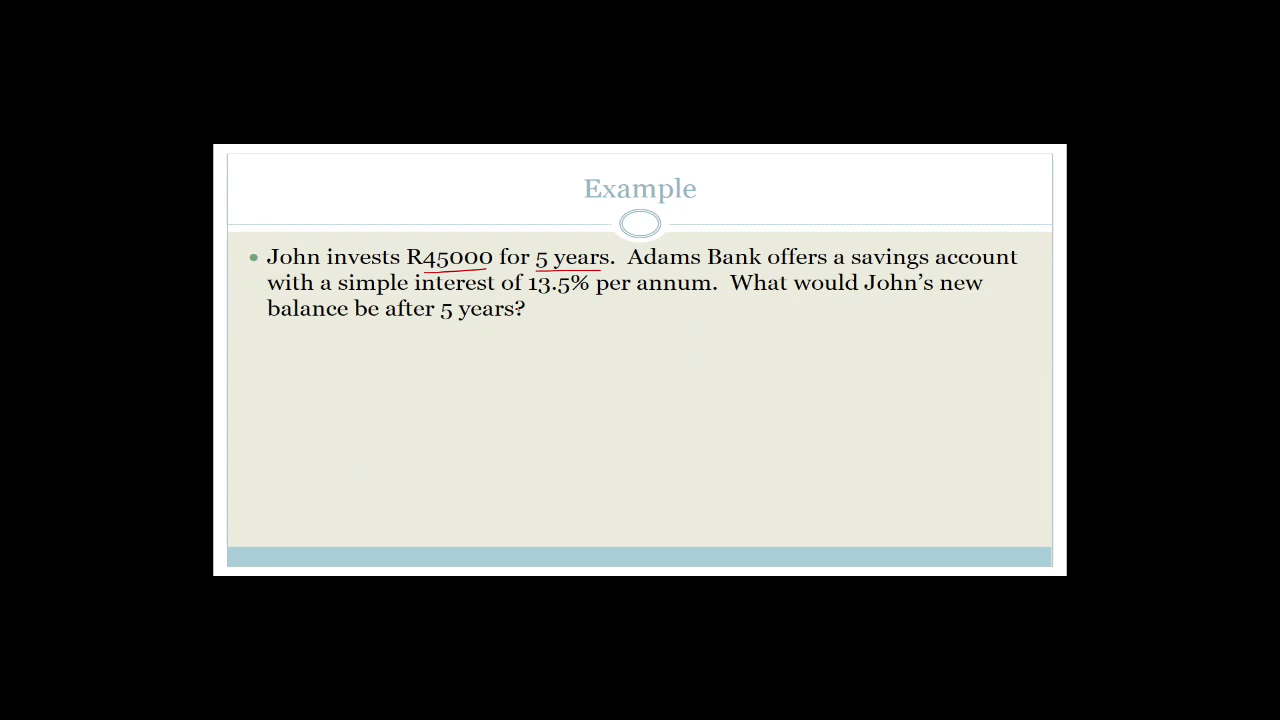 Example
• John invests R45000 for 5 years.  Adams Bank offers a savings account
with a simple interest of 13.5% per annum.  What would John’s new
balance be after 5 years?